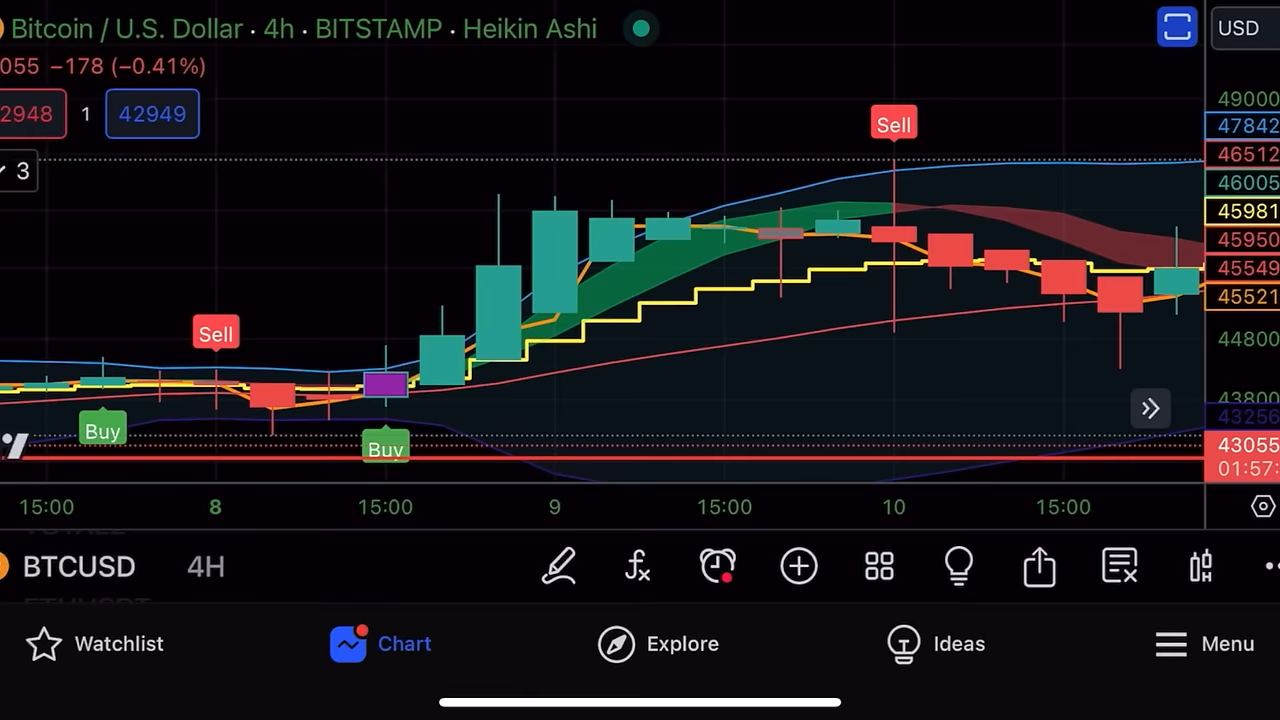 Bitcoin / U.S. Dollar · 4h · BITSTAMP · Heikin Ashi
USD
055 −178 (−0.41%)
2948 1 42949
3
49000
47842
46512
46005
45981
45950
45549
45521
44800
43800
43256
43055
01:57:
Sell
Sell
Buy
Buy
15:00 8 15:00 9 15:00 10 15:00
BTCUSD 4H
Watchlist Chart Explore Ideas Menu